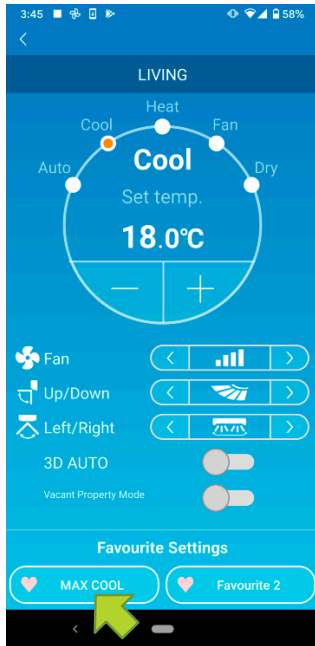 3:45 58%
LIVING
Heat
Cool Fan
Auto Cool Dry
Set temp.
18.0°C
Fan
Up/Down
Left/Right
3D AUTO
Vacant Property Mode
Favourite Settings
MAX COOL Favourite 2